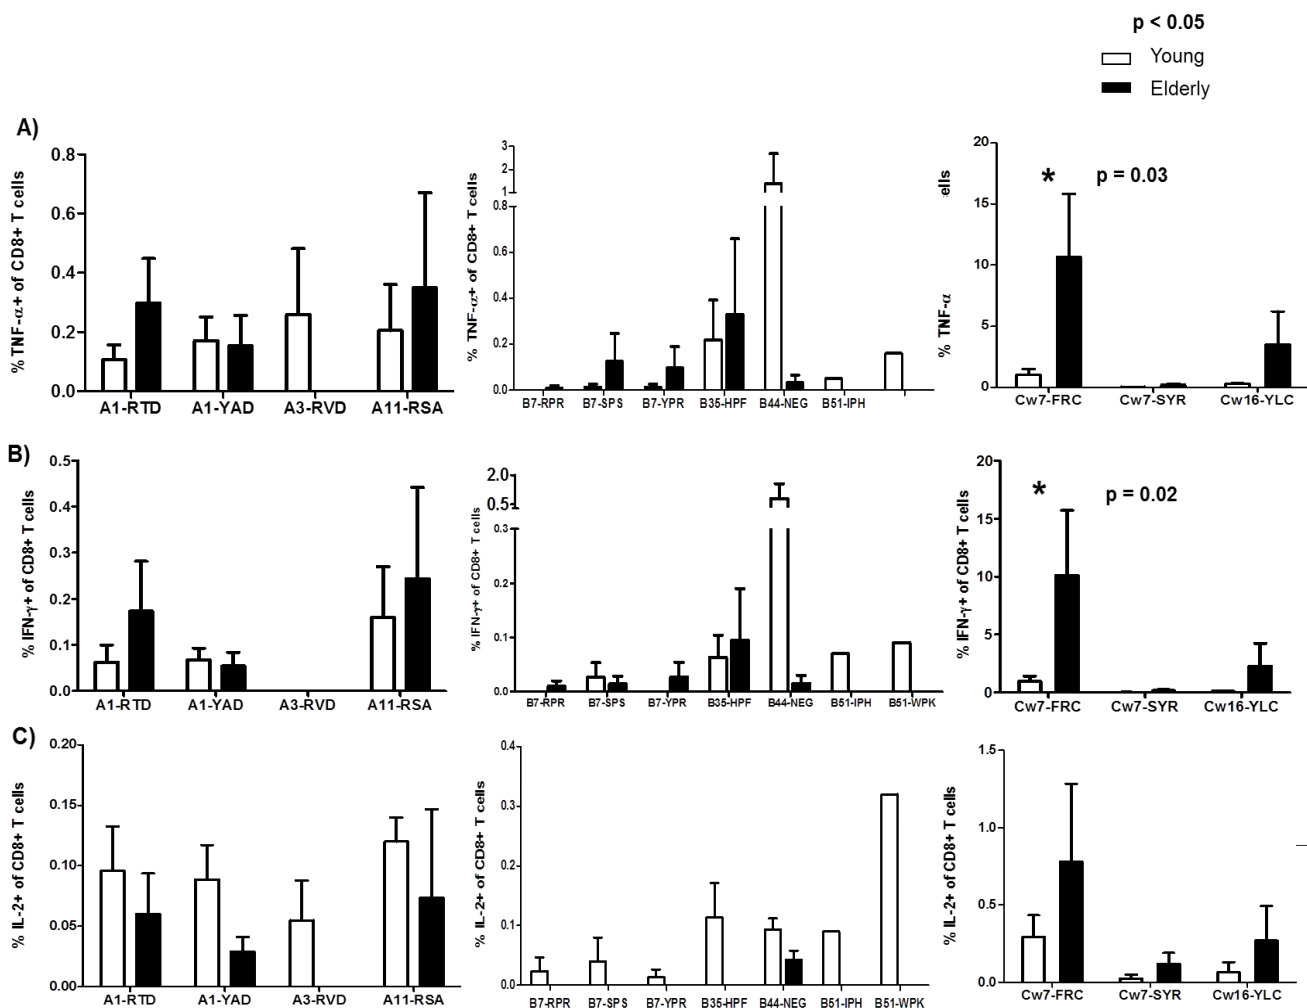 p < 0.05
Young
Elderly
A)
% TNF-α+ of CD8+ T cells
0.8
0.6
0.4
0.2
0.0
A1-RTD A1-YAD A3-RVD A11-RSA
% TNF-α+ of CD8+ T cells
3
2
1
0.8
0.6
0.4
0.2
0.0
B7-RPR B7-SPS B7-YPR B35-HPF B44-NEG B51-IPH
% TNF-α ells
20
15
10
5
0
* p = 0.03
Cw7-FRC Cw7-SYR Cw16-YLC
B)
% IFN-γ+ of CD8+ T cells
0.5
0.4
0.3
0.2
0.1
0.0
A1-RTD A1-YAD A3-RVD A11-RSA
% IFN-γ+ of CD8+ T cells
2.0
0.5
0.3
0.2
0.1
0.0
B7-RPR B7-SPS B7-YPR B35-HPF B44-NEG B51-IPH B51-WPK
% IFN-γ+ of CD8+ T cells
20
15
10
5
0
* p = 0.02
Cw7-FRC Cw7-SYR Cw16-YLC
C)
% IL-2+ of CD8+ T cells
0.20
0.15
0.10
0.05
0.00
A1-RTD A1-YAD A3-RVD A11-RSA
% IL-2+ of CD8+ T cells
0.4
0.3
0.2
0.1
0.0
B7-RPR B7-SPS B7-YPR B35-HPF B44-NEG B51-IPH B51-WPK
% IL-2+ of CD8+ T cells
1.5
1.0
0.5
0.0
Cw7-FRC Cw7-SYR Cw16-YLC